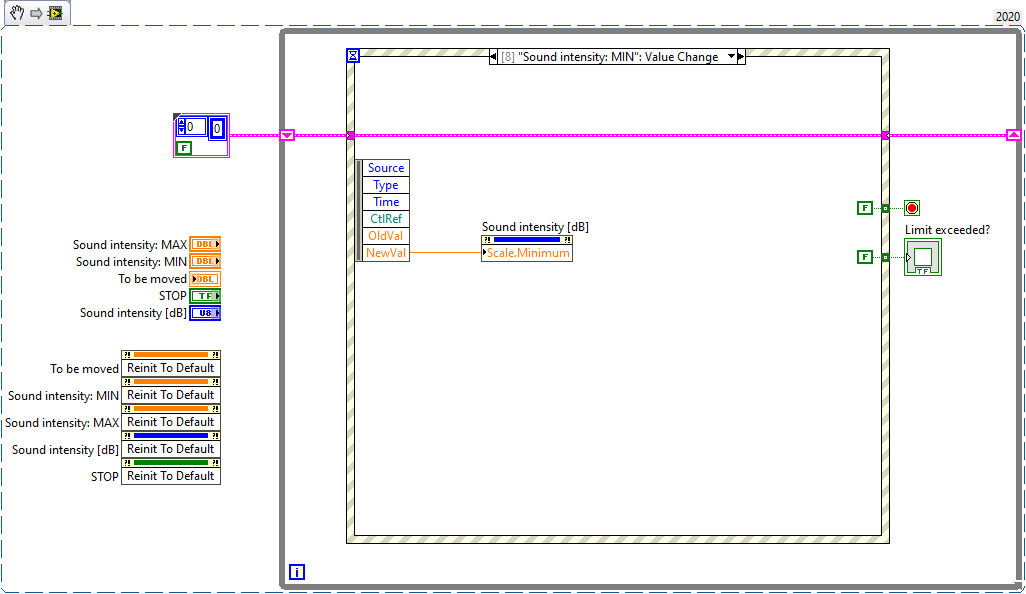 2020
[8] "Sound intensity: MIN": Value Change
0
0
F
Source
Type
Time
CtlRef
OldVal
NewVal
Sound intensity [dB]
?! ?!
Scale.Minimum
F
F
Limit exceeded?
TF
Sound intensity: MAX DBL
Sound intensity: MIN DBL
To be moved DBL
STOP TF
Sound intensity [dB] U8
?! ?!
To be moved Reinit To Default
?! ?!
Sound intensity: MIN Reinit To Default
?! ?!
Sound intensity: MAX Reinit To Default
?! ?!
Sound intensity [dB] Reinit To Default
?! ?!
STOP Reinit To Default
i